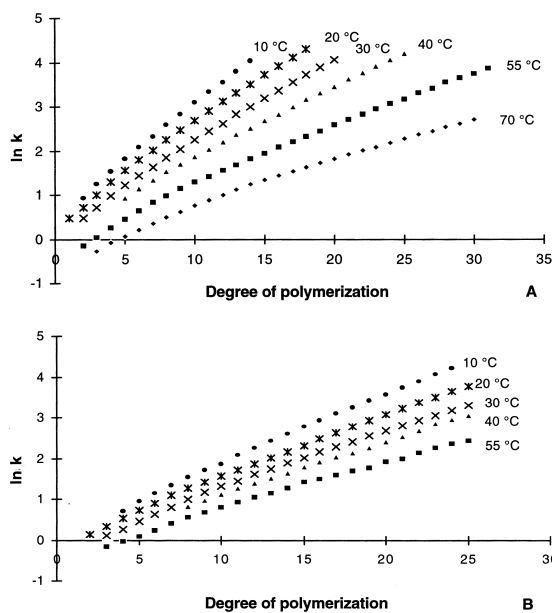 5
10 °C
20 °C
30 °C
40 °C
4
55 °C
3
70 °C
2
1
0
0 5 10 15 20 25 30 35
-1
ln k
Degree of polymerization
A
5
10 °C
4
20 °C
30 °C
3
40 °C
55 °C
2
1
0
0 5 10 15 20 25 30
-1
ln k
Degree of polymerization
B